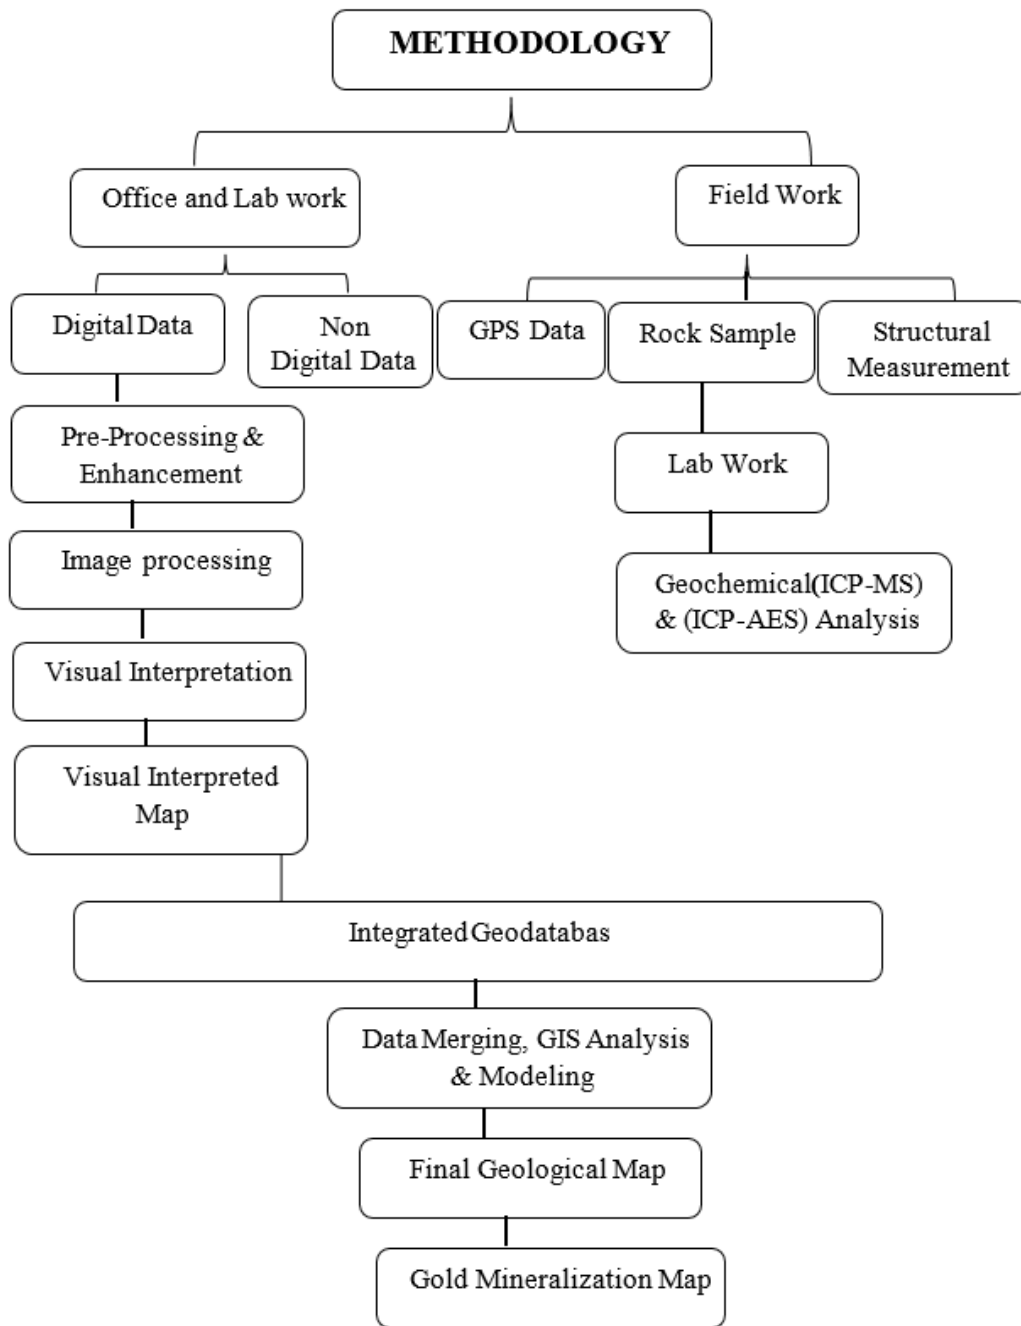 METHODOLOGY
Office and Lab work
Field Work
Digital Data
Non
Digital Data
GPS Data
Rock Sample
Structural
Measurement
Pre-Processing &
Enhancement
Lab Work
Image processing
Geochemical(ICP-MS)
& (ICP-AES) Analysis
Visual Interpretation
Visual Interpreted
Map
Integrated Geodatabas
Data Merging, GIS Analysis
& Modeling
Final Geological Map
Gold Mineralization Map